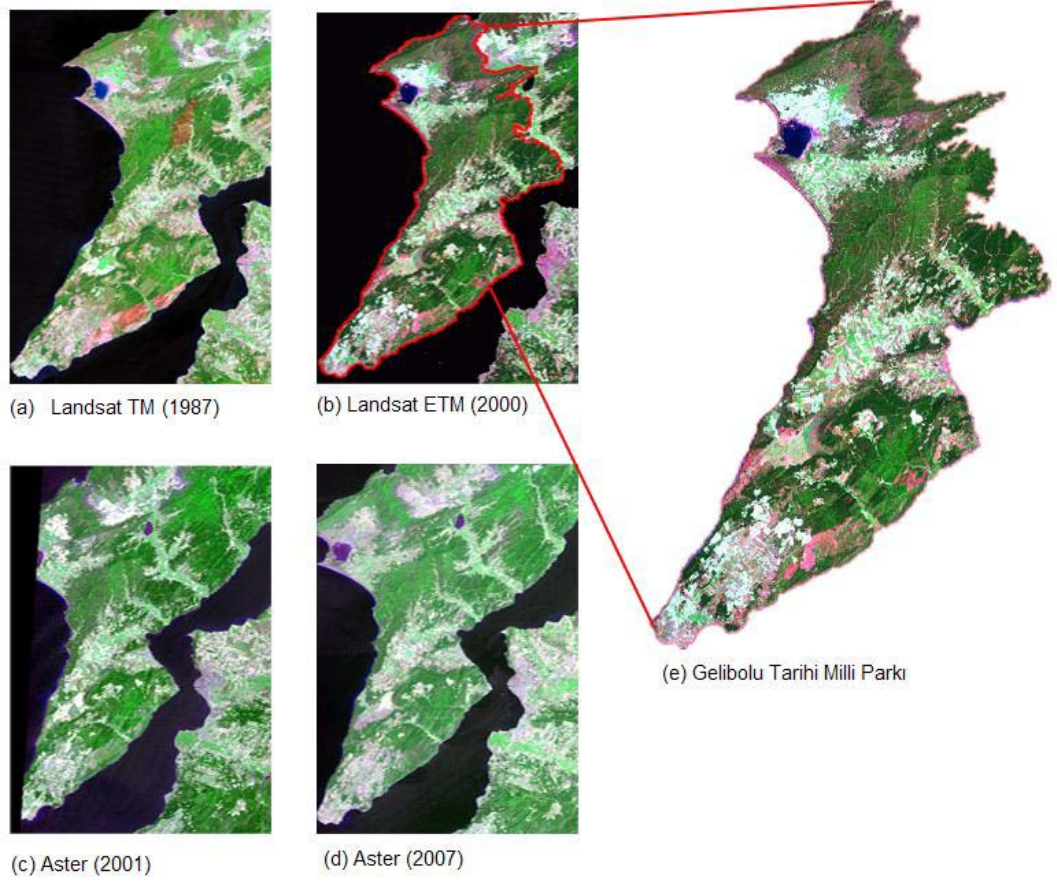 (a) Landsat TM (1987)
(b) Landsat ETM (2000)
(c) Aster (2001)
(d) Aster (2007)
(e) Gelibolu Tarihi Milli Parkı